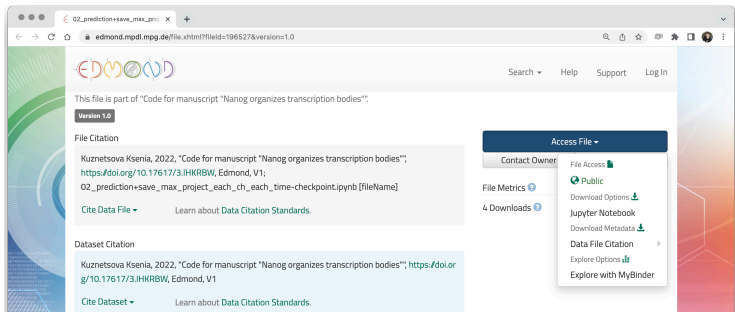 02_prediction+save_max_proj
edmond.mpdl.mpg.de/file.xhtml?fileId=196527&version=1.0
EDMOND
Search
Help
Support
Log In
This file is part of "Code for manuscript "Nanog organizes transcription bodies"".
Version 1.0
File Citation
Kuznetsova Ksenia, 2022, "Code for manuscript "Nanog organizes transcription bodies"",
https://doi.org/10.17617/3.IHKRBW, Edmond, V1;
02_prediction+save_max_project_each_ch_each_time-checkpoint.ipynb [fileName]
Cite Data File
Learn about Data Citation Standards.
Dataset Citation
Kuznetsova Ksenia, 2022, "Code for manuscript "Nanog organizes transcription bodies"", https://doi.or
g/10.17617/3.IHKRBW, Edmond, V1
Cite Dataset
Learn about Data Citation Standards.
Access File
Contact Owner
File Metrics
4 Downloads
File Access
Public
Download Options
Jupyter Notebook
Download Metadata
Data File Citation
Explore Options
Explore with MyBinder